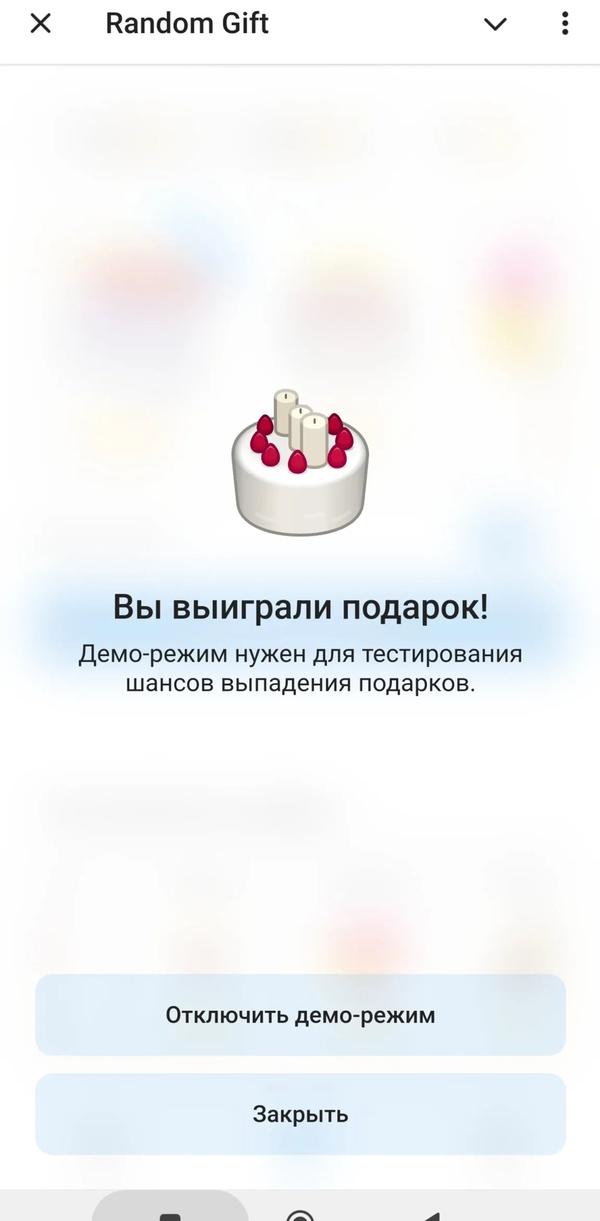 Random Gift
Вы выиграли подарок!
Демо-режим нужен для тестирования
шансов выпадения подарков.
Отключить демо-режим
Закрыть